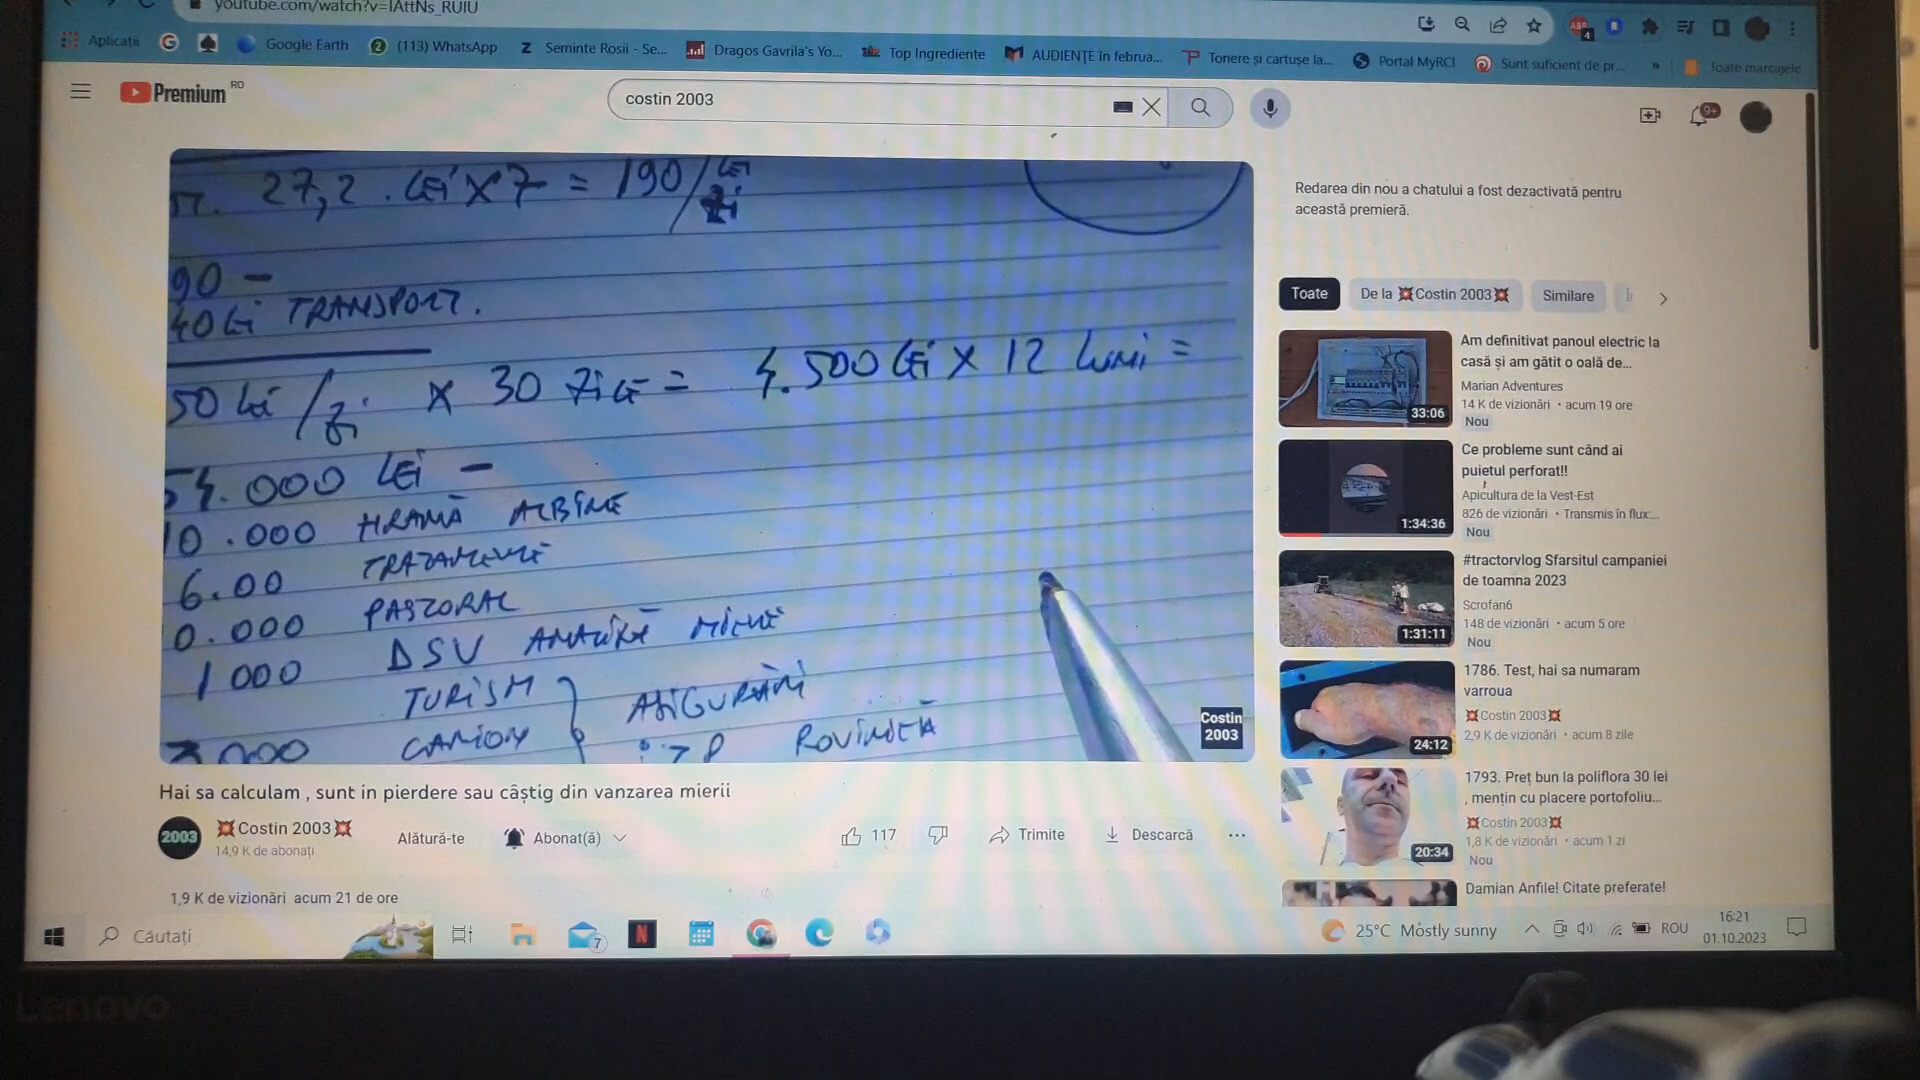 youtube.com/watch?v=IAttNs_RUIU
Aplicații
Google Earth
(113) WhatsApp
Seminte Rosii - Se...
Dragos Gavrila's Yo...
Top Ingrediente
AUDIENȚE în februa...
Tonere și cartușe la...
Portal MyRCI
Sunt suficient de pr...
»
Toate marcajele
Premium RO
costin 2003
9+
27,2 . LEI X 7 = 190/LEI
zi
90 -
40 LEI TRANSPORT.
50 Lei / zi X 30 ZILE = 4.500 LEI X 12 LUNI =
54.000 LEI -
10.000 HRANĂ ALBINE
6.00 TRATAMENTE
0.000 PASTORAL
1000 DSV ANALIZĂ MIERE
TURISM
ASIGURĂRI
CAMION
ROVINIETĂ
Costin
2003
Redarea din nou a chatului a fost dezactivată pentru
această premieră.
Toate
De la 💥Costin 2003💥
Similare
Am definitivat panoul electric la
casă și am gătit o oală de...
Marian Adventures
14 K de vizionări • acum 19 ore
Nou
33:06
Ce probleme sunt când ai
puietul perforat!!
Apicultura de la Vest-Est
826 de vizionări • Transmis în flux:...
Nou
1:34:36
#tractorvlog Sfarsitul campaniei
de toamna 2023
Scrofan6
148 de vizionări • acum 5 ore
Nou
1:31:11
1786. Test, hai sa numaram
varroua
💥Costin 2003💥
2,9 K de vizionări • acum 8 zile
24:12
1793. Preț bun la poliflora 30 lei
, mențin cu placere portofoliu...
💥Costin 2003💥
1,8 K de vizionări • acum 1 zi
Nou
20:34
Damian Anfile! Citate preferate!
Hai sa calculam , sunt in pierdere sau câștig din vanzarea mierii
2003
💥Costin 2003💥
14,9 K de abonați
Alătură-te
Abonat(ă)
117
Trimite
Descarcă
1,9 K de vizionări acum 21 de ore
Căutați
7
25°C Mostly sunny
ROU
16:21
01.10.2023
Lenovo